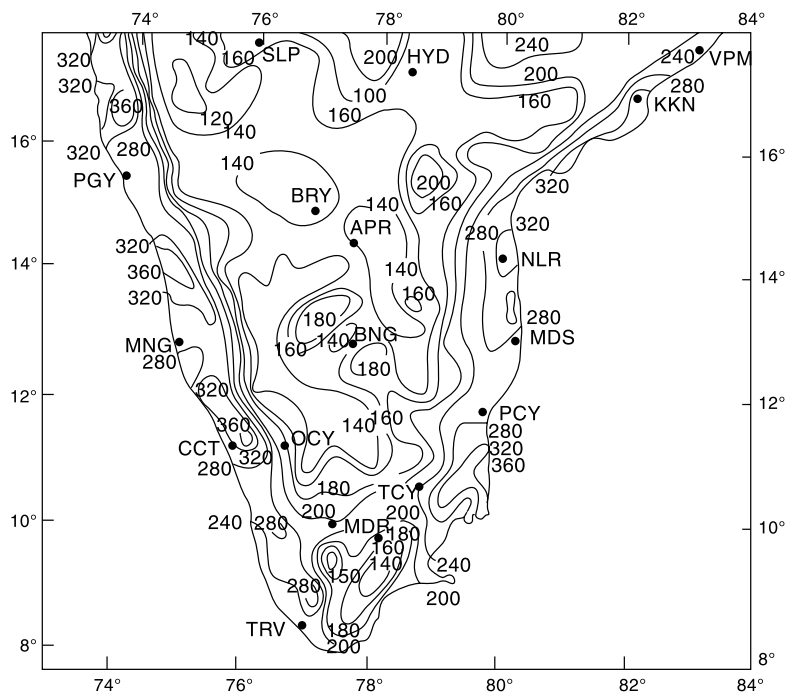 74° 76° 78° 80° 82° 84°
140 240
320 160 SLP 200 HYD 240 VPM
320 100 200 280
360 120 160 160 KKN
16° 140
320 280 140 16°
PGY 200 320
BRY 140 160
320 APR 280 320
14° 360 140 NLR 14°
320 160
180 280
MNG 160 140 BNG MDS
280 180
12° 320 12°
360 140 160 PCY
CCT OCY 280
280 320 320
360
180 TCY
10° 240 280 200 200 10°
MDR 180
160
140 240
280 150
200
TRV 180
8° 200 8°
74° 76° 78° 80° 82° 84°